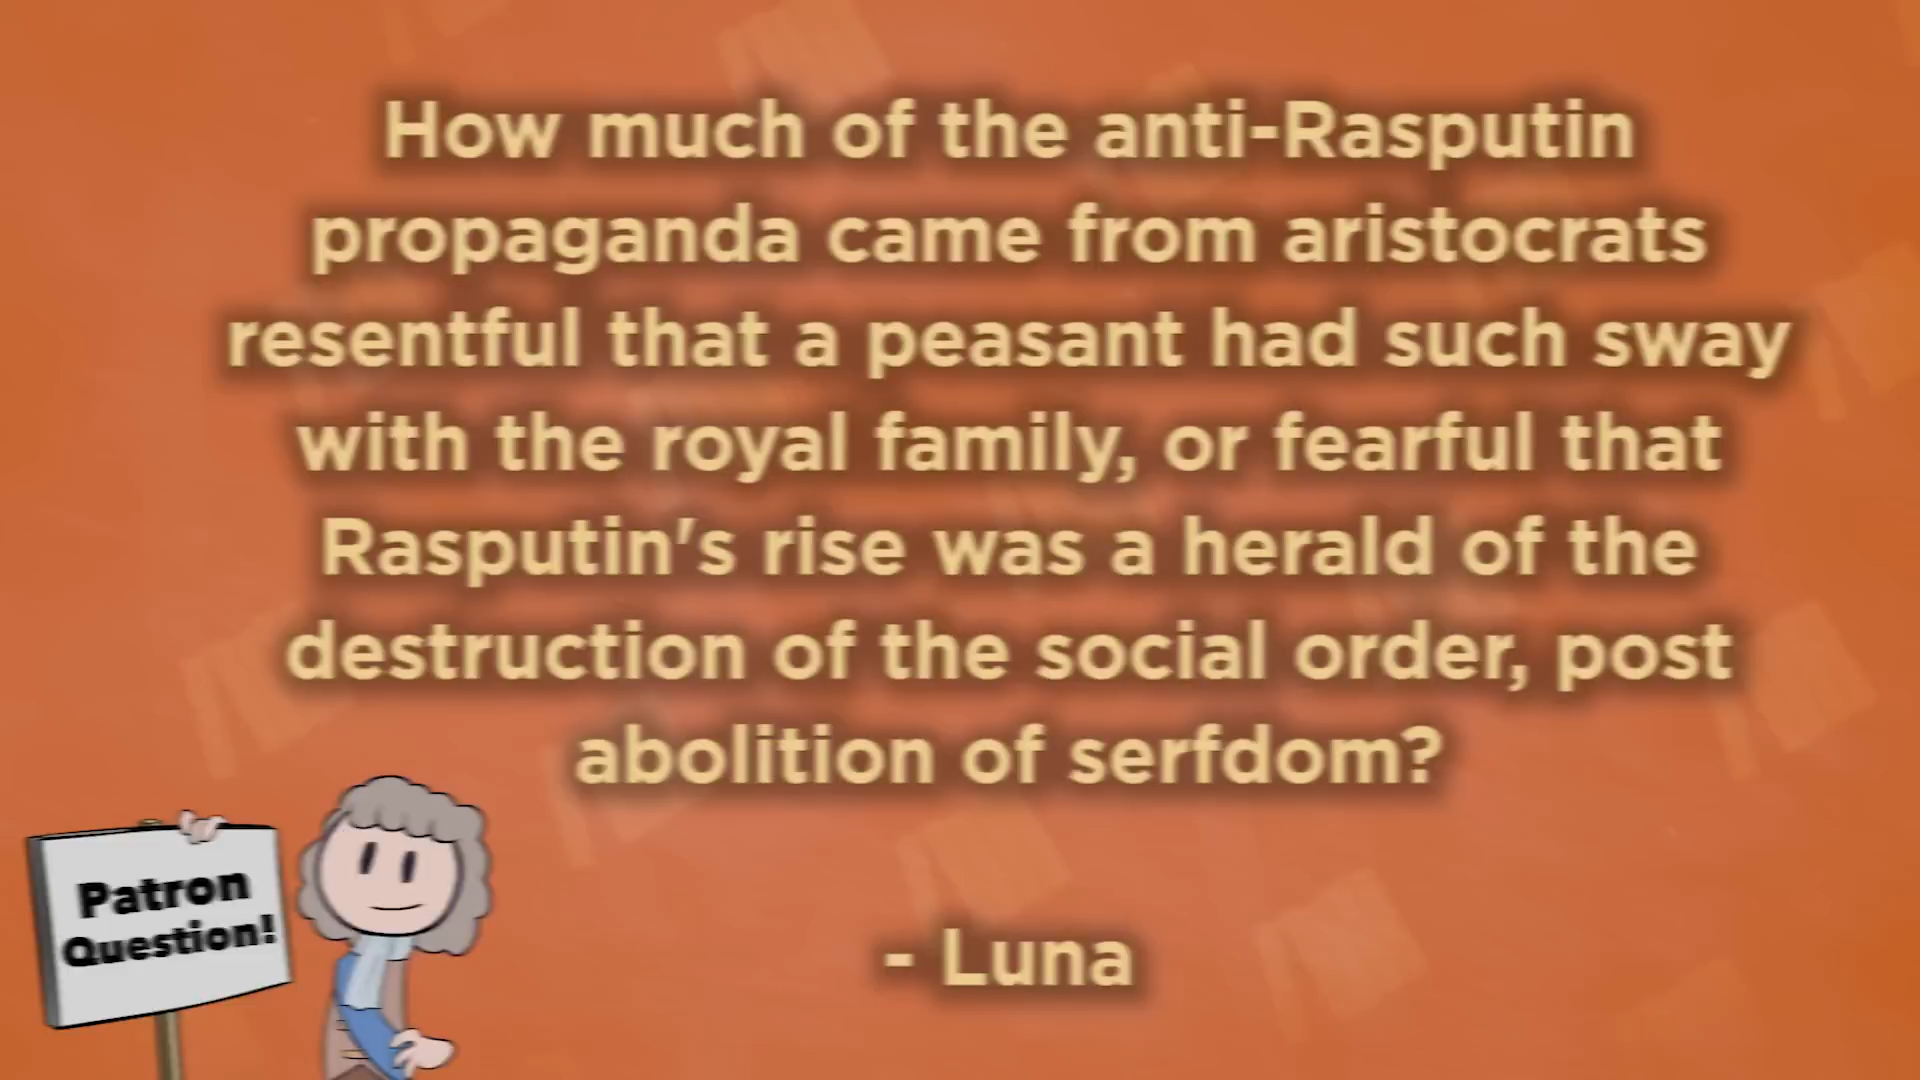 How much of the anti-Rasputin
propaganda came from aristocrats
resentful that a peasant had such sway
with the royal family, or fearful that
Rasputin's rise was a herald of the
destruction of the social order, post
abolition of serfdom?
- Luna
Patron
Question!